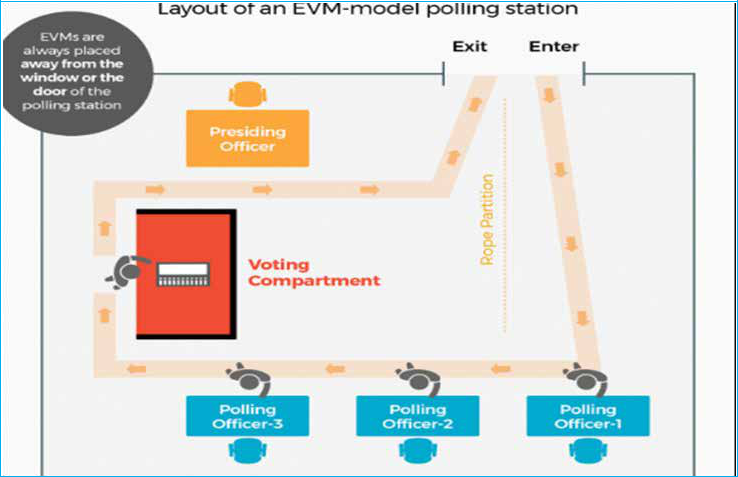 Layout of an EVM-model polling station
EVMs are
always placed
away from the
window or the
door of the
polling station
Exit
Enter
Presiding
Officer
Rope Partition
Voting
Compartment
Polling
Officer-3
Polling
Officer-2
Polling
Officer-1